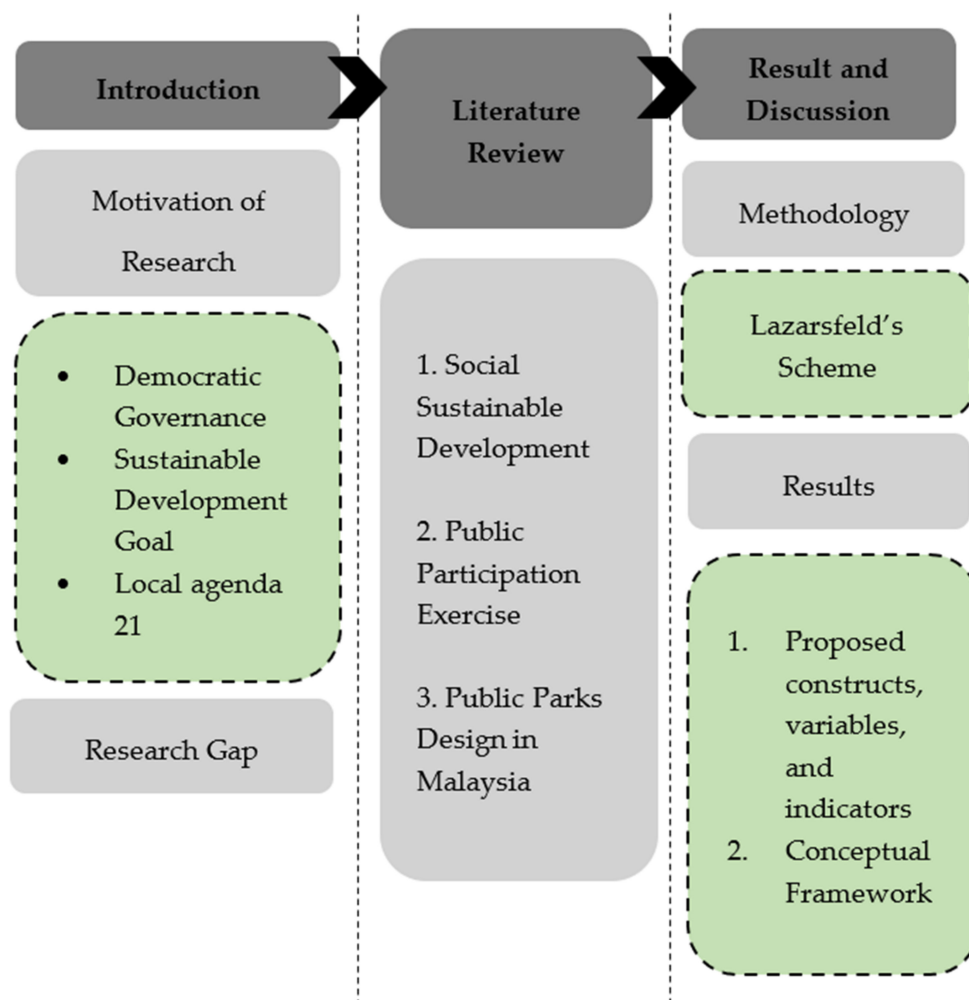 Introduction
Motivation of
Research
• Democratic
Governance
• Sustainable
Development
Goal
• Local agenda
21
Research Gap
Literature
Review
1. Social
Sustainable
Development
2. Public
Participation
Exercise
3. Public Parks
Design in
Malaysia
Result and
Discussion
Methodology
Lazarsfeld’s
Scheme
Results
1. Proposed
constructs,
variables,
and
indicators
2. Conceptual
Framework